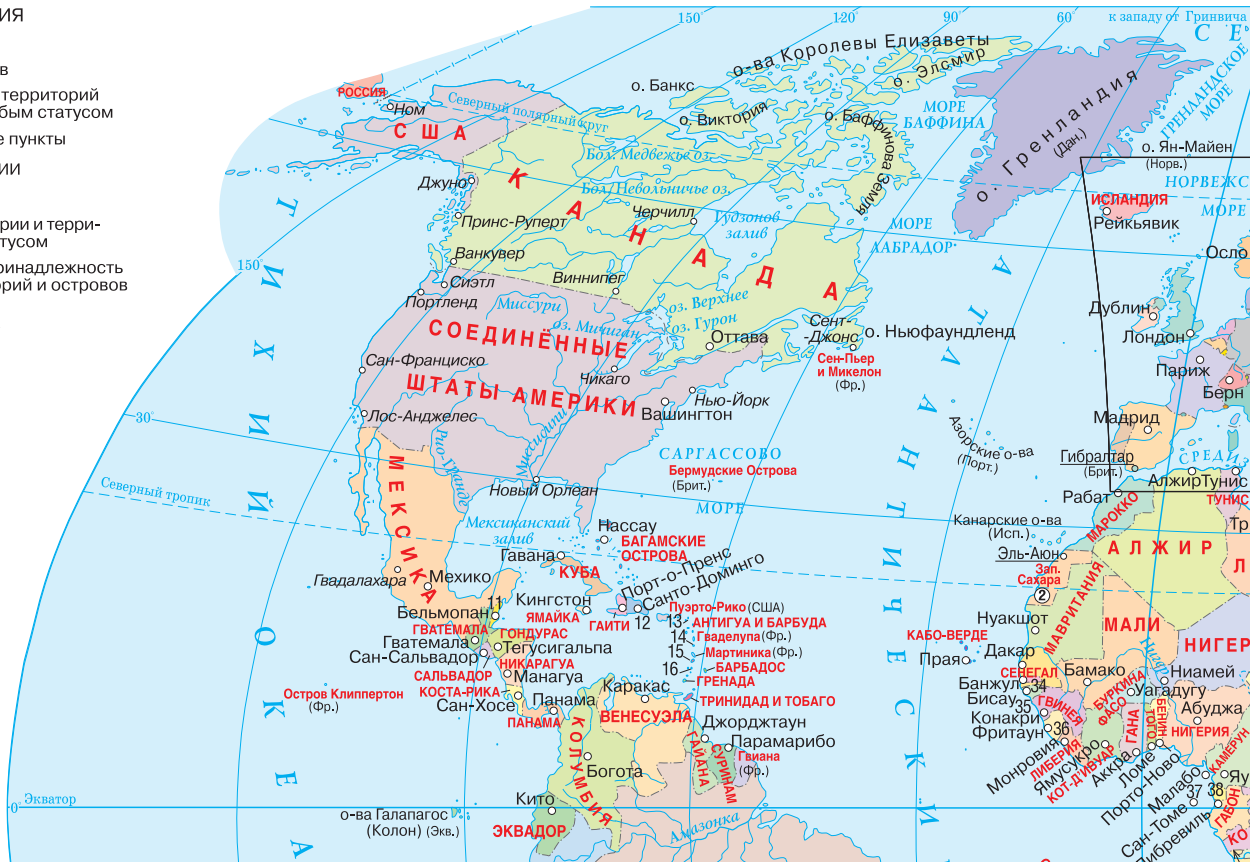 ИЯ
в
территорий
бым статусом
е пункты
ИИ
рии и терри-
тусом
ринадлежность
орий и островов
150°
120°
90°
60°
к западу от Гринвича
С Е
РОССИЯ
Ном
США
Северный полярный круг
о-ва Королевы Елизаветы
о. Элсмир
о. Банкс
о. Виктория
о. Баффинова Земля
МОРЕ
БАФФИНА
о. Гренландия
(Дан.)
ГРЕНЛАНДСКОЕ
МОРЕ
о. Ян-Майен
(Норв.)
НОРВЕЖС
МОРЕ
ИСЛАНДИЯ
Рейкьявик
Осло
Бол. Медвежье оз.
Бол. Невольничье оз.
КАНАДА
Джуно
Принс-Руперт
Черчилл
Гудзонов
залив
МОРЕ
ЛАБРАДОР
Ванкувер
Виннипег
150°
Сиэтл
Портленд
Миссури
оз. Верхнее
оз. Гурон
оз. Мичиган
СОЕДИНЁННЫЕ
ШТАТЫ АМЕРИКИ
Оттава
Сент-
-Джонс
о. Ньюфаундленд
Сен-Пьер
и Микелон
(Фр.)
Дублин
Лондон
Париж
Берн
Сан-Франциско
Чикаго
Нью-Йорк
Вашингтон
Лос-Анджелес
30°
Миссисипи
Рио-Гранде
МЕКСИКА
Новый Орлеан
САРГАССОВО
Бермудские Острова
(Брит.)
МОРЕ
Азорские о-ва
(Порт.)
Мадрид
Гибралтар
(Брит.)
СРЕДИЗ
Алжир
Тунис
ТУНИС
Рабат
МАРОККО
Тр
Северный тропик
Мексиканский
залив
Нассау
БАГАМСКИЕ
ОСТРОВА
Гавана
КУБА
Канарские о-ва
(Исп.)
Эль-Аюн
Зап.
Сахара
2
АЛЖИР
Л
Гвадалахара
Мехико
11
Бельмопан
Кингстон
ЯМАЙКА
Порт-о-Пренс
Санто-Доминго
ГАИТИ
12
Пуэрто-Рико (США)
13
АНТИГУА И БАРБУДА
14
Гваделупа (Фр.)
15
Мартиника (Фр.)
16
БАРБАДОС
ГРЕНАДА
ТРИНИДАД И ТОБАГО
ГВАТЕМАЛА
ГОНДУРАС
Гватемала
Тегусигальпа
Сан-Сальвадор
НИКАРАГУА
САЛЬВАДОР
Манагуа
КОСТА-РИКА
Сан-Хосе
Панама
ПАНАМА
Остров Клиппертон
(Фр.)
Каракас
ВЕНЕСУЭЛА
Джорджтаун
Парамарибо
Гвиана
(Фр.)
ГАЙАНА
СУРИНАМ
КОЛУМБИЯ
Богота
Кито
ЭКВАДОР
о-ва Галапагос
(Колон) (Экв.)
0°
Экватор
Амазонка
ТИХИЙ ОКЕА
АТЛАНТИЧЕСКИ
МАВРИТАНИЯ
Нуакшот
КАБО-ВЕРДЕ
Прая
МАЛИ
НИГЕР
Нигер
Дакар
СЕНЕГАЛ
Бамако
Ниамей
Банжул
34
Бисау
35
БУРКИНА
ФАСО
Уагадугу
Абуджа
ГВИНЕЯ
Конакри
Фритаун
36
ГАНА
ТОГО
БЕНИН
НИГЕРИЯ
Монровия
ЛИБЕРИЯ
Ямусукро
КОТ-Д'ИВУАР
Аккра
Ломе
Порто-Ново
КАМЕРУН
Малабо
Яу
37
38
Сан-Томе
Либревиль
ГАБОН
КО